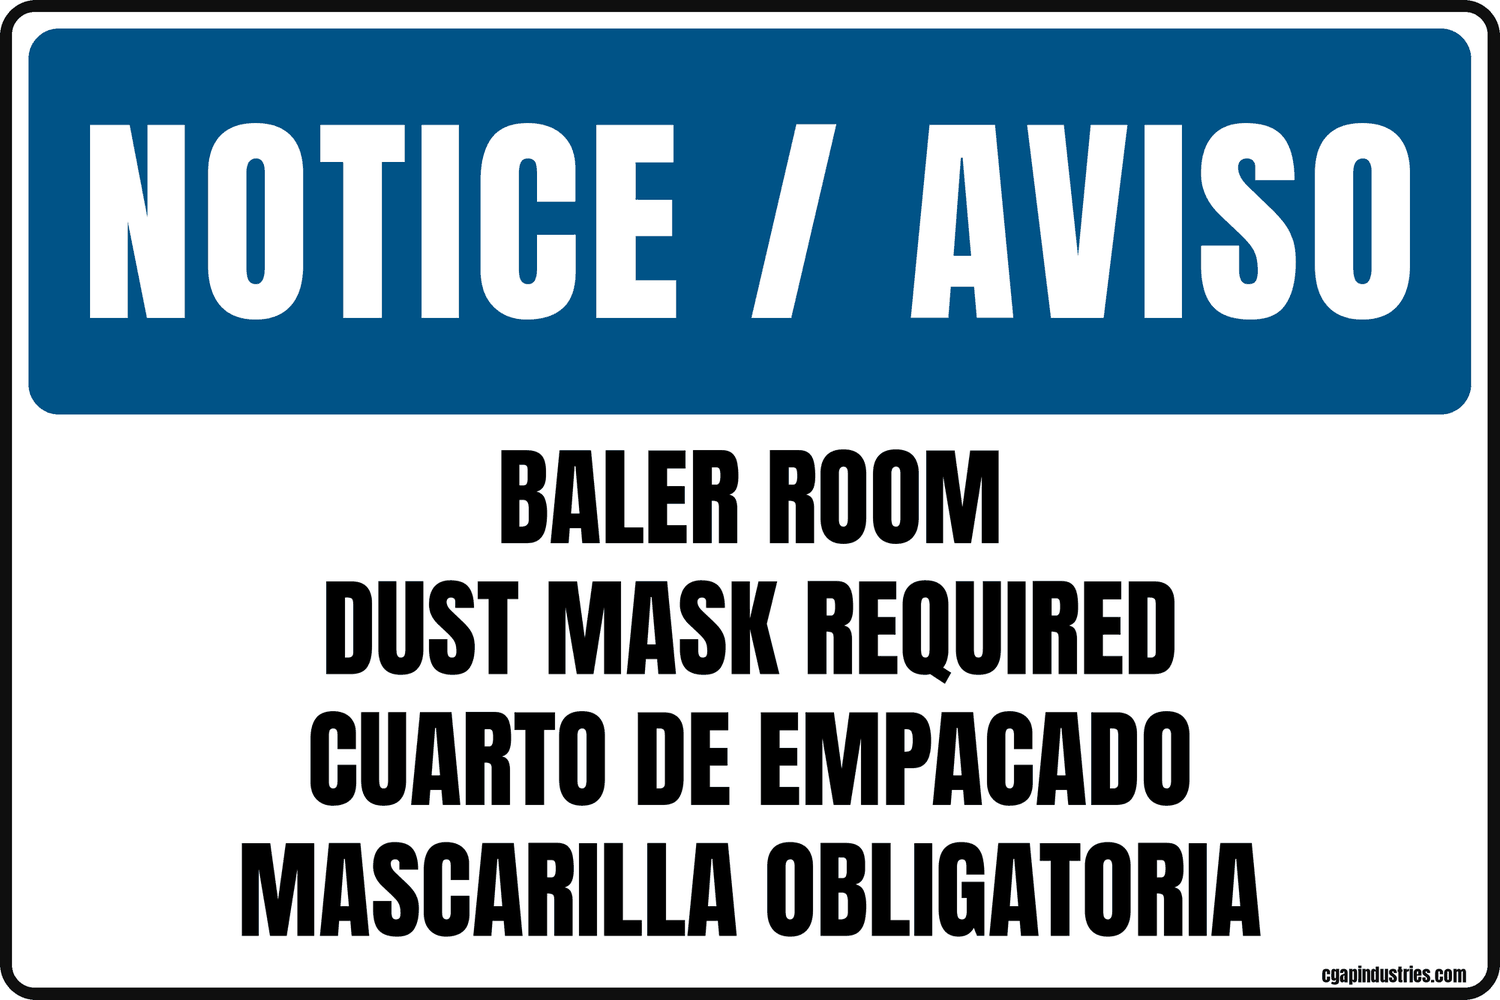 NOTICE / AVISO
BALER ROOM
DUST MASK REQUIRED
CUARTO DE EMPACADO
MASCARILLA OBLIGATORIA
cgapindustries.com